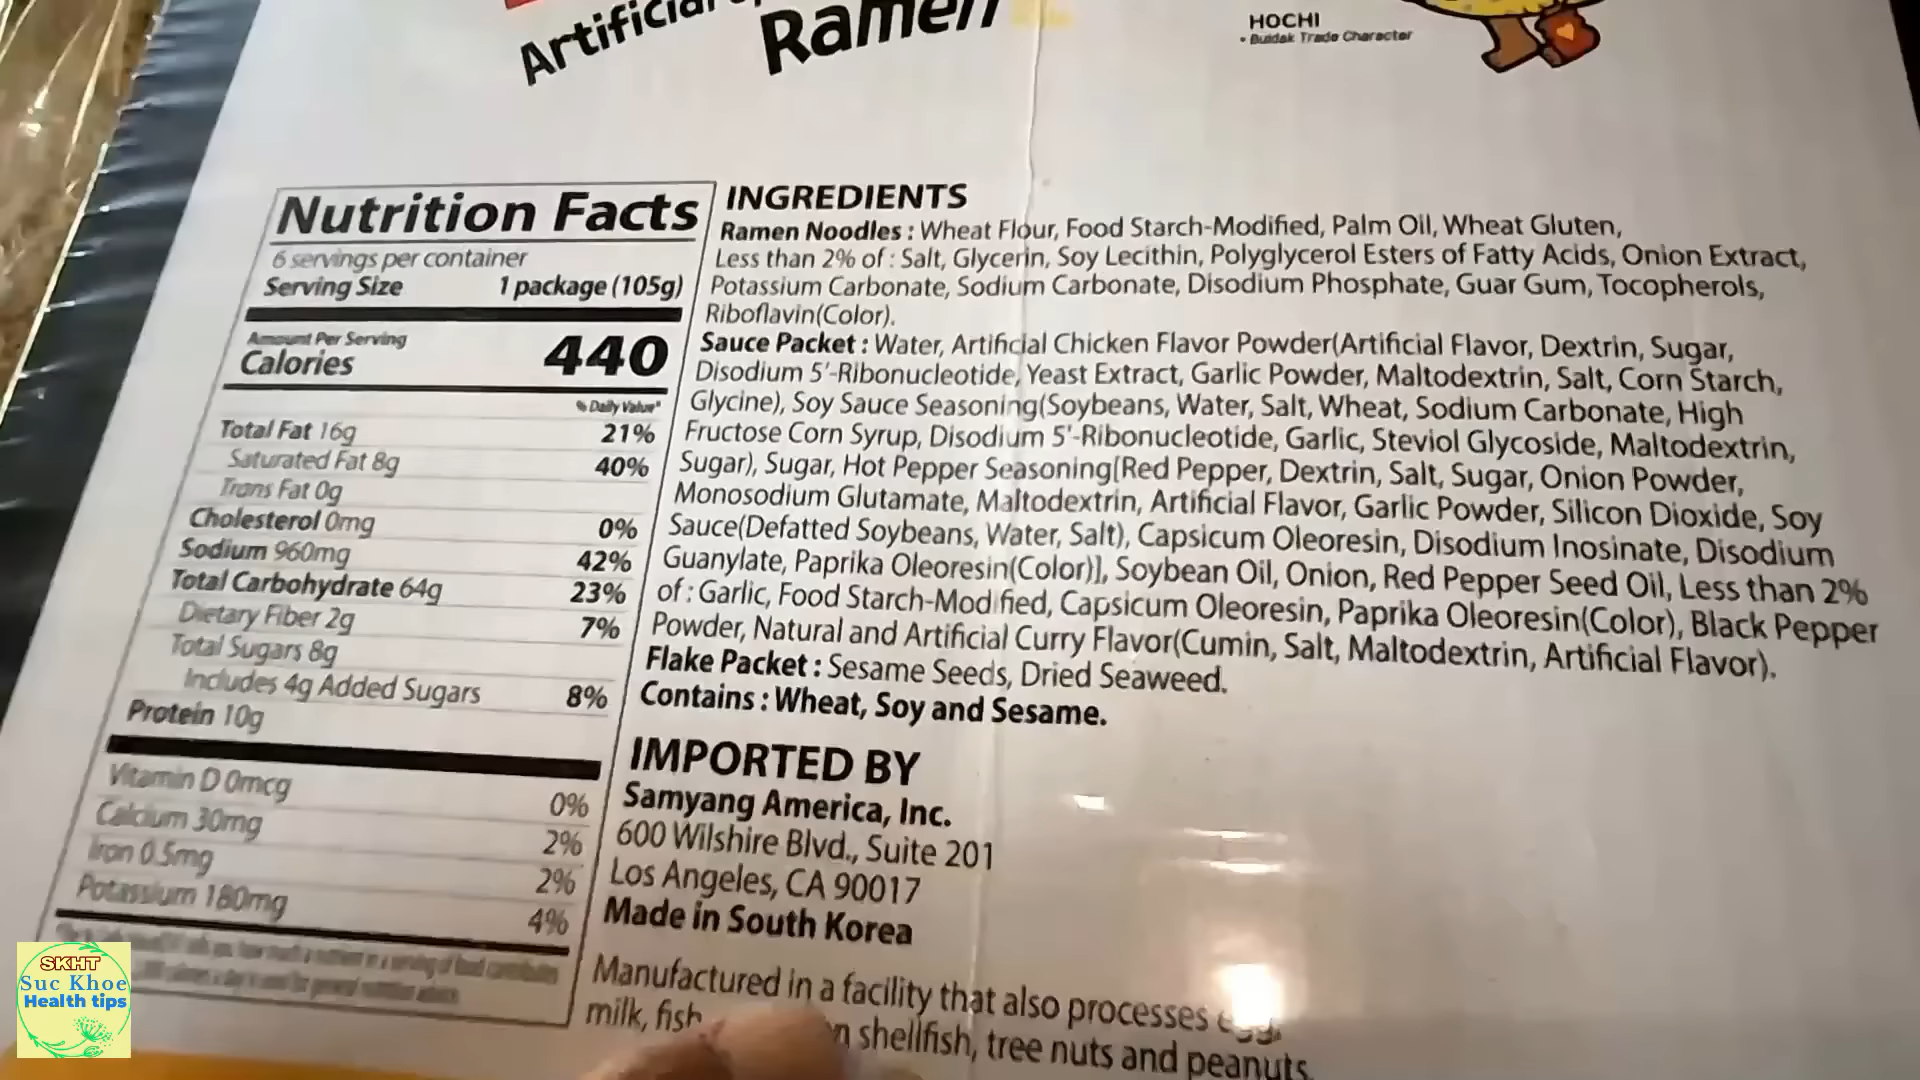 Artificial
Ramen
HOCHI
• Buldak Trade Character
Nutrition Facts
6 servings per container
Serving Size 1 package (105g)
Amount Per Serving
Calories 440
% Daily Value*
Total Fat 16g 21%
Saturated Fat 8g 40%
Trans Fat 0g
Cholesterol 0mg 0%
Sodium 960mg 42%
Total Carbohydrate 64g 23%
Dietary Fiber 2g 7%
Total Sugars 8g
Includes 4g Added Sugars 8%
Protein 10g
Vitamin D 0mcg 0%
Calcium 30mg 2%
Iron 0.5mg 2%
Potassium 180mg 4%
INGREDIENTS
Ramen Noodles : Wheat Flour, Food Starch-Modified, Palm Oil, Wheat Gluten,
Less than 2% of : Salt, Glycerin, Soy Lecithin, Polyglycerol Esters of Fatty Acids, Onion Extract,
Potassium Carbonate, Sodium Carbonate, Disodium Phosphate, Guar Gum, Tocopherols,
Riboflavin(Color).
Sauce Packet : Water, Artificial Chicken Flavor Powder(Artificial Flavor, Dextrin, Sugar,
Disodium 5'-Ribonucleotide, Yeast Extract, Garlic Powder, Maltodextrin, Salt, Corn Starch,
Glycine), Soy Sauce Seasoning(Soybeans, Water, Salt, Wheat, Sodium Carbonate, High
Fructose Corn Syrup, Disodium 5'-Ribonucleotide, Garlic, Steviol Glycoside, Maltodextrin,
Sugar), Sugar, Hot Pepper Seasoning[Red Pepper, Dextrin, Salt, Sugar, Onion Powder,
Monosodium Glutamate, Maltodextrin, Artificial Flavor, Garlic Powder, Silicon Dioxide, Soy
Sauce(Defatted Soybeans, Water, Salt), Capsicum Oleoresin, Disodium Inosinate, Disodium
Guanylate, Paprika Oleoresin(Color)], Soybean Oil, Onion, Red Pepper Seed Oil, Less than 2%
of : Garlic, Food Starch-Modified, Capsicum Oleoresin, Paprika Oleoresin(Color), Black Pepper
Powder, Natural and Artificial Curry Flavor(Cumin, Salt, Maltodextrin, Artificial Flavor).
Flake Packet : Sesame Seeds, Dried Seaweed.
Contains : Wheat, Soy and Sesame.
IMPORTED BY
Samyang America, Inc.
600 Wilshire Blvd., Suite 201
Los Angeles, CA 90017
Made in South Korea
Manufactured in a facility that also processes egg,
milk, fish shellfish, tree nuts and peanuts.
SKHT
Suc Khoe
Health tips